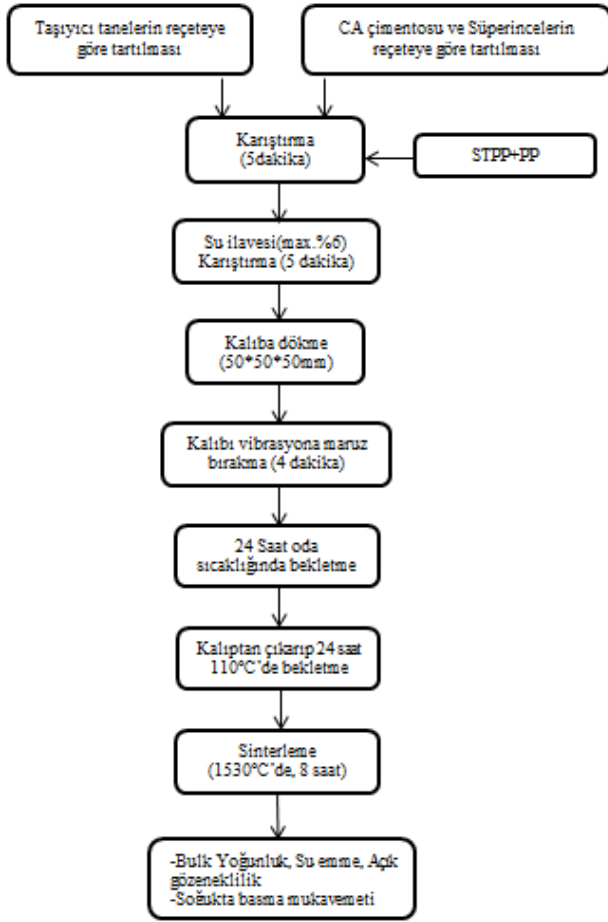 Taşıyıcı tanelerin reçeteye
göre tartılması
CA çimentosu ve Süperincelerin
reçeteye göre tartılması
Karıştırma
(5dakika)
STPP+PP
Su ilavesi(max.%6)
Karıştırma (5 dakika)
Kalıba dökme
(50*50*50mm)
Kalıbı vibrasyona maruz
bırakma (4 dakika)
24 Saat oda
sıcaklığında bekletme
Kalıptan çıkarıp 24 saat
110°C'de bekletme
Sinterleme
(1530°C'de, 8 saat)
-Bulk Yoğunluk, Su emme, Açık
gözeneklilik
-Soğukta basma mukavemeti